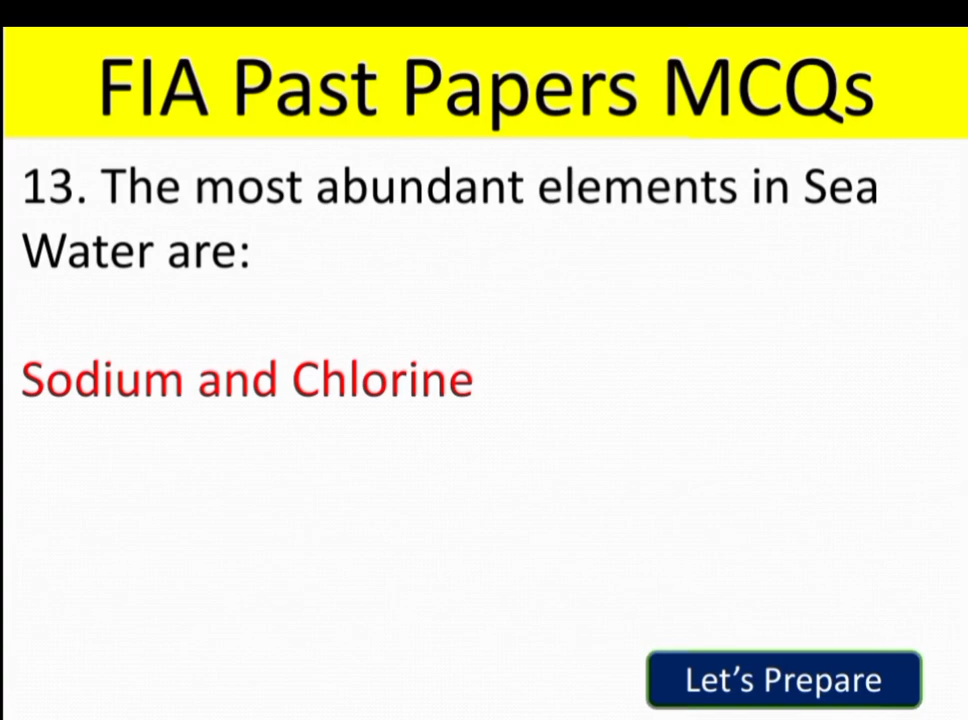 FIA Past Papers MCQs
13. The most abundant elements in Sea
Water are:
Sodium and Chlorine
Let's Prepare